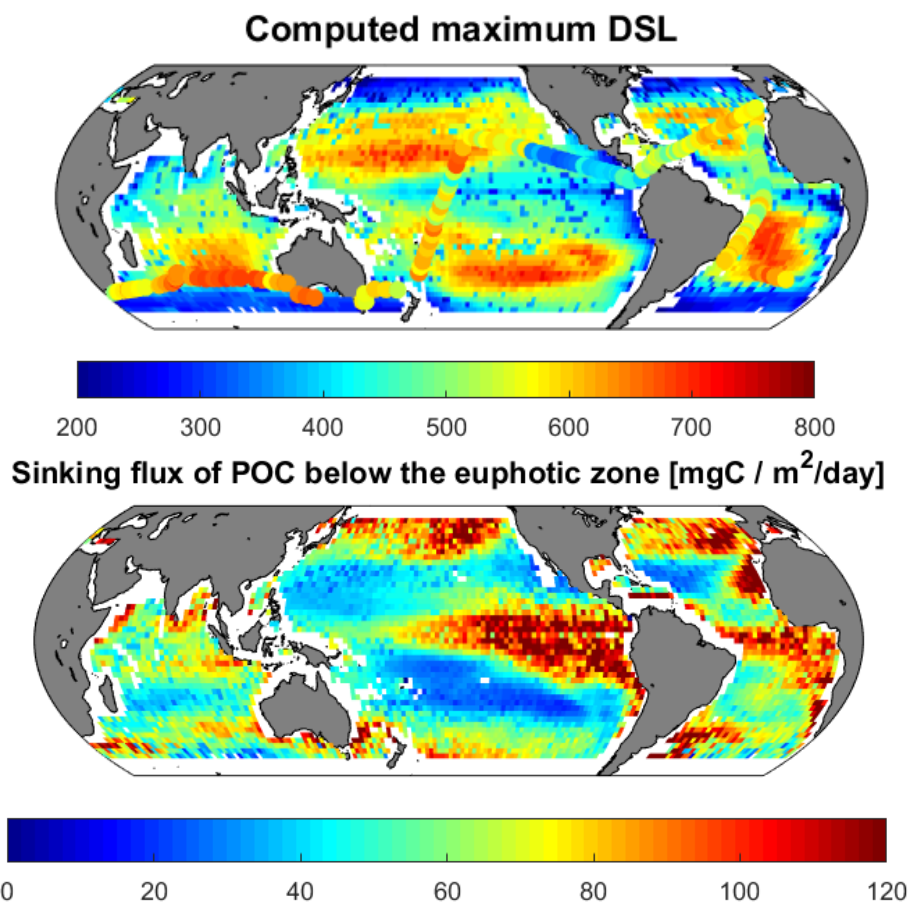 Computed maximum DSL
200 300 400 500 600 700 800
Sinking flux of POC below the euphotic zone [mgC / m²/day]
0 20 40 60 80 100 120